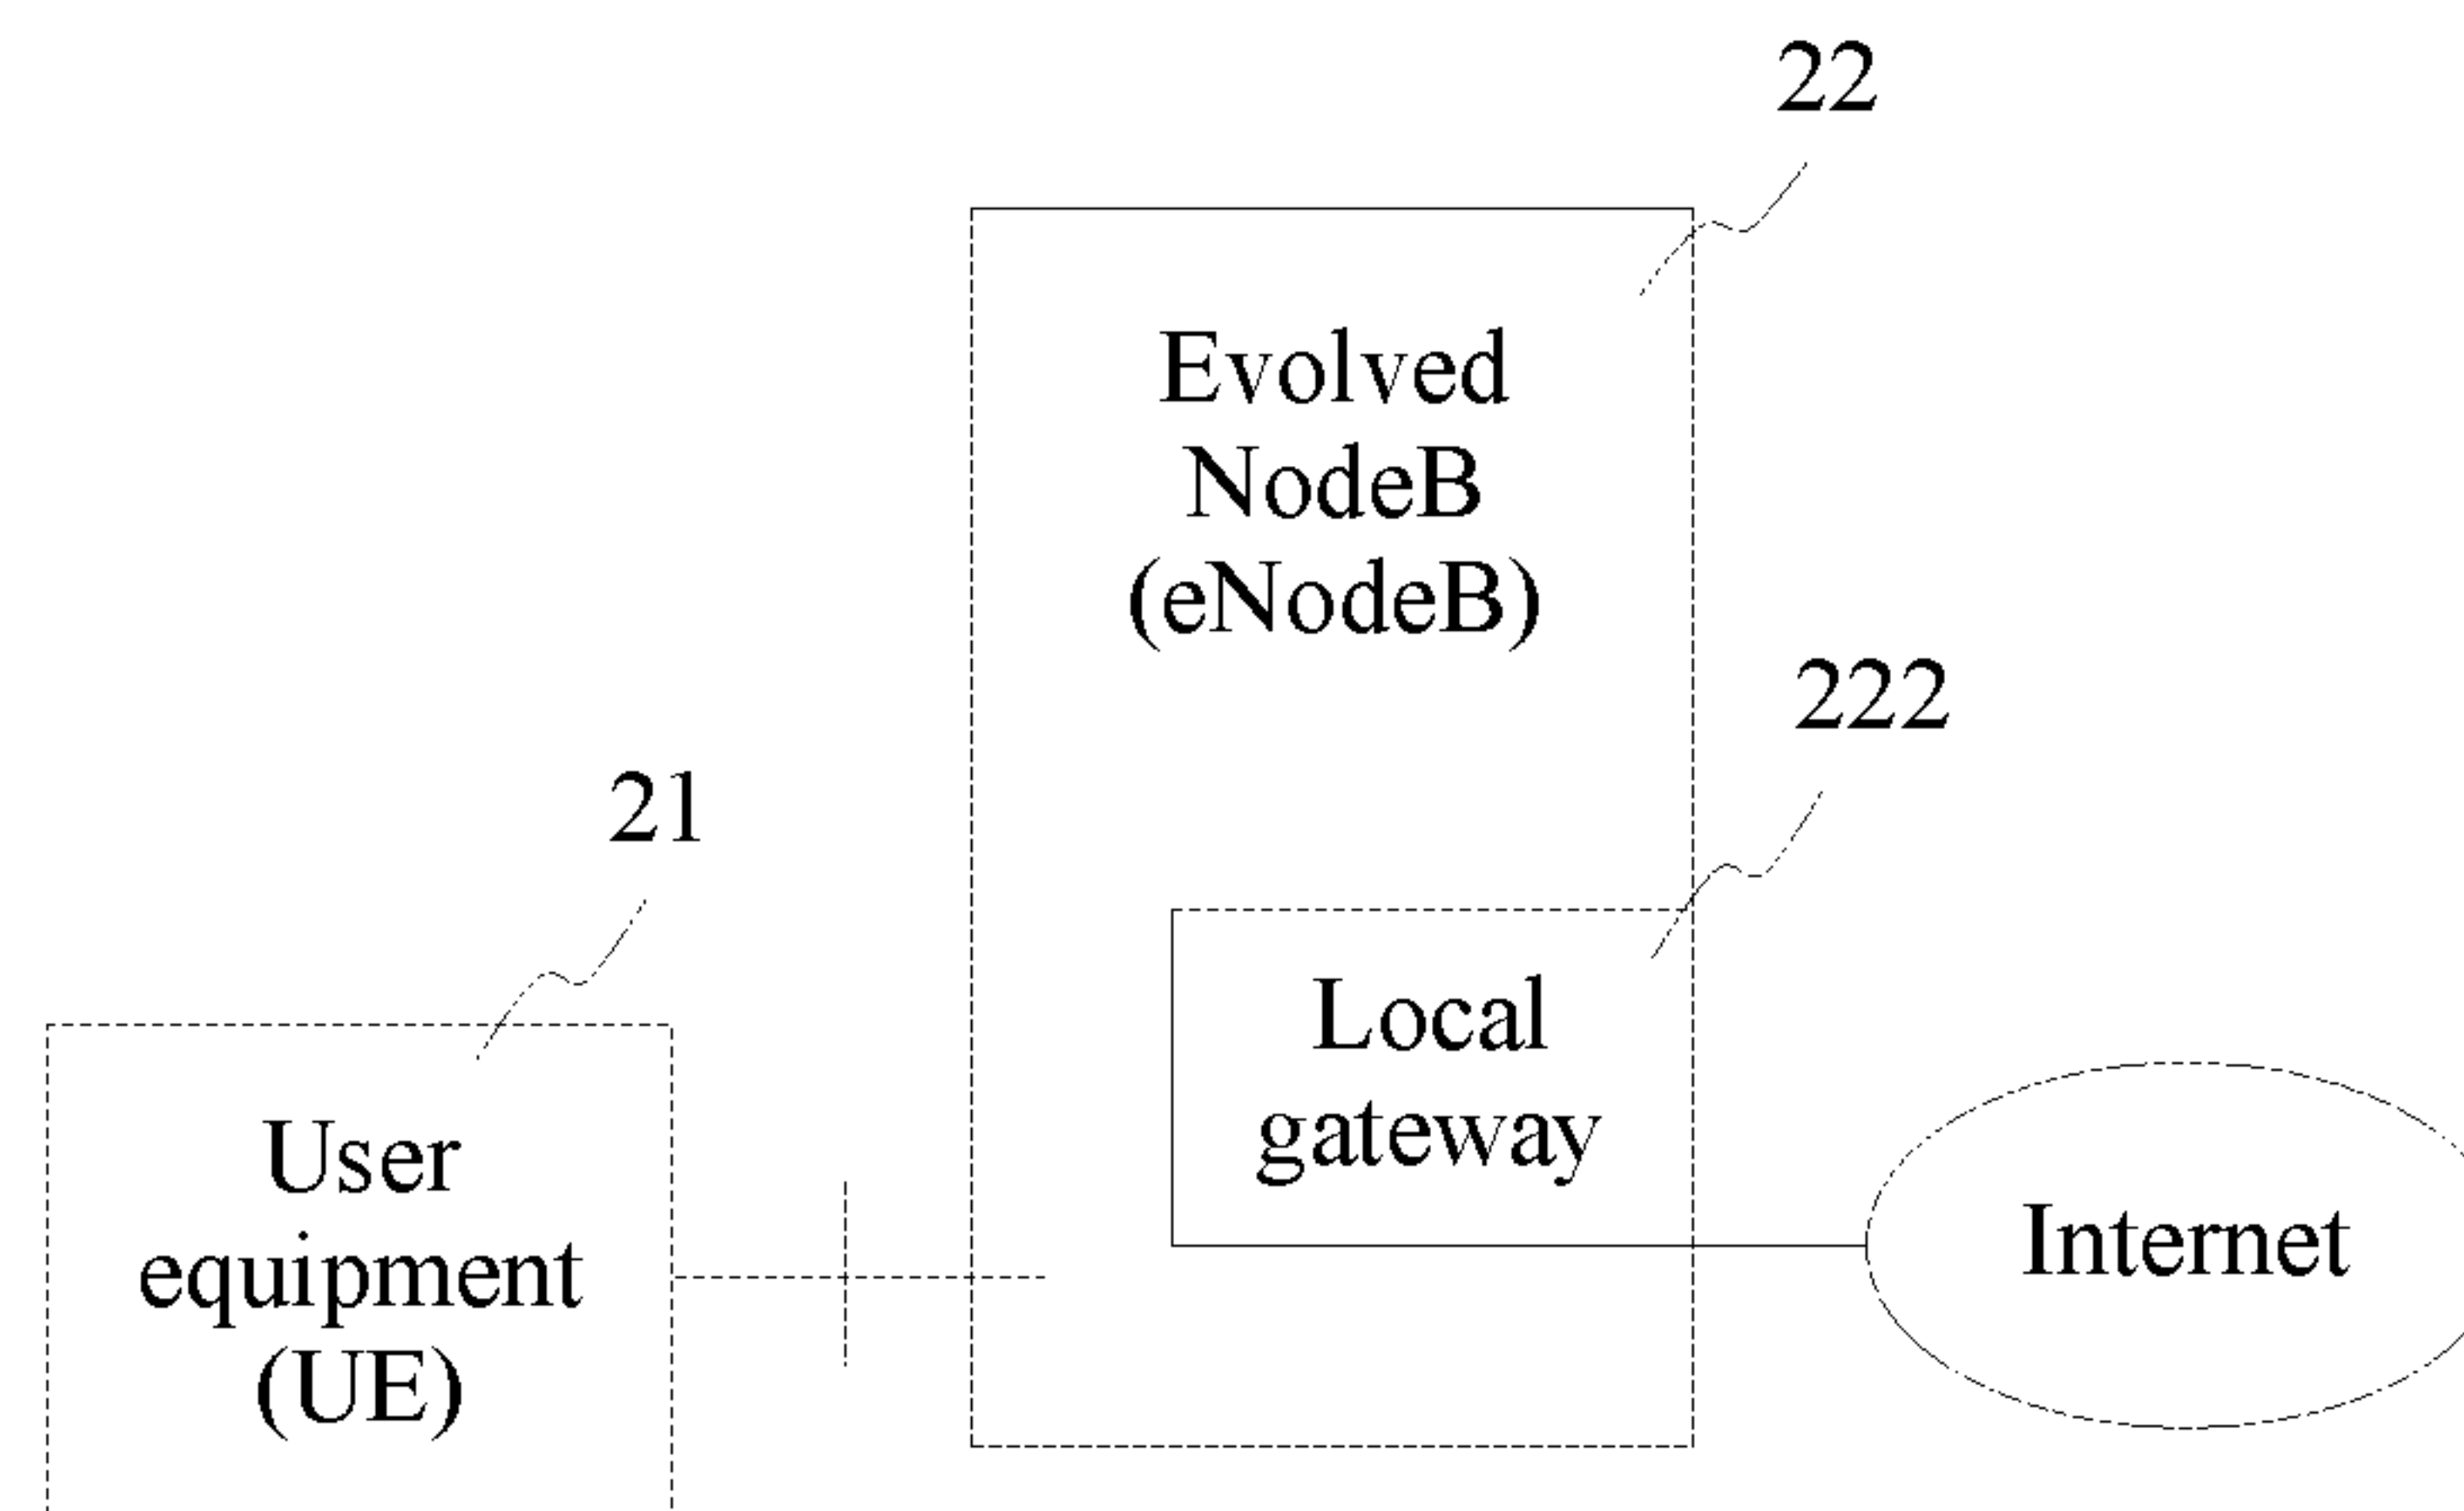 22
Evolved
NodeB
(eNodeB)
222
21
Local
gateway
User
equipment
(UE)
Internet